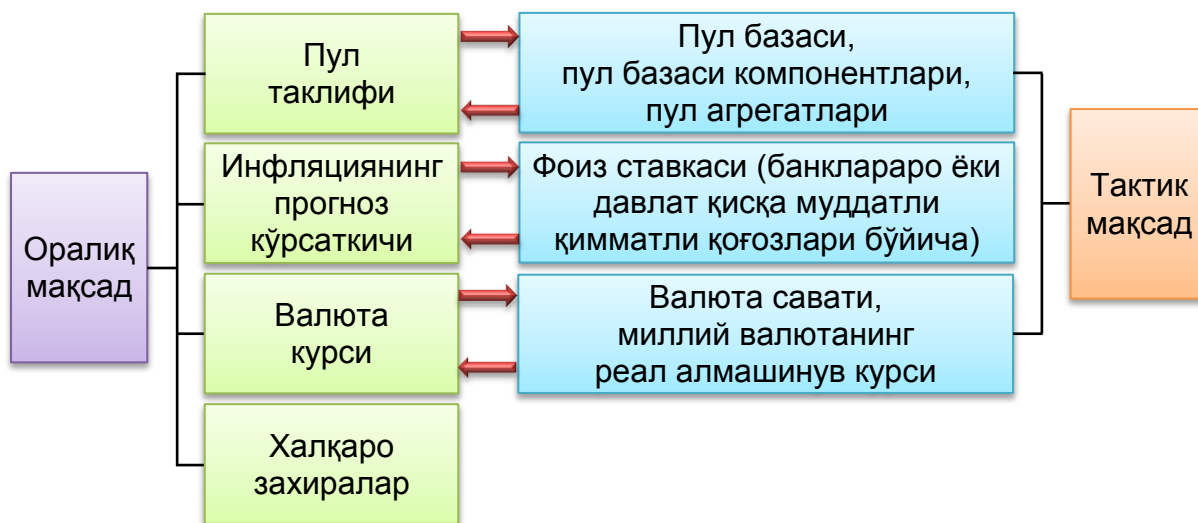 Оралиқ
мақсад
Пул
таклифи
Пул базаси,
пул базаси компонентлари,
пул агрегатлари
Инфляциянинг
прогноз
кўрсаткичи
Фоиз ставкаси (банклараро ёки
давлат қисқа муддатли
қимматли қоғозлари бўйича)
Валюта
курси
Валюта савати,
миллий валютанинг
реал алмашинув курси
Халқаро
захиралар
Тактик
мақсад